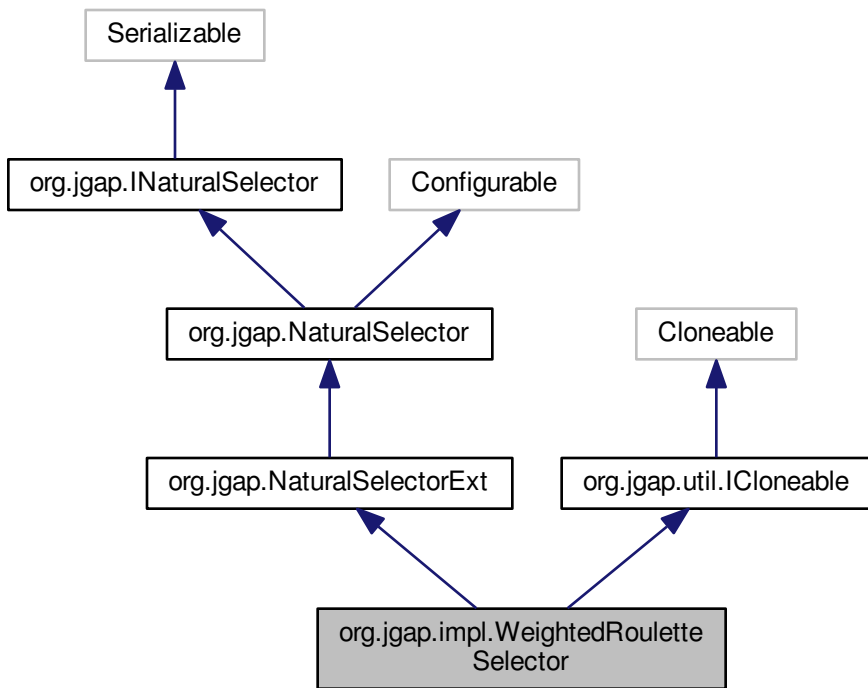 Serializable
org.jgap.INaturalSelector
Configurable
org.jgap.NaturalSelector
Cloneable
org.jgap.NaturalSelectorExt
org.jgap.util.ICloneable
org.jgap.impl.WeightedRoulette
Selector